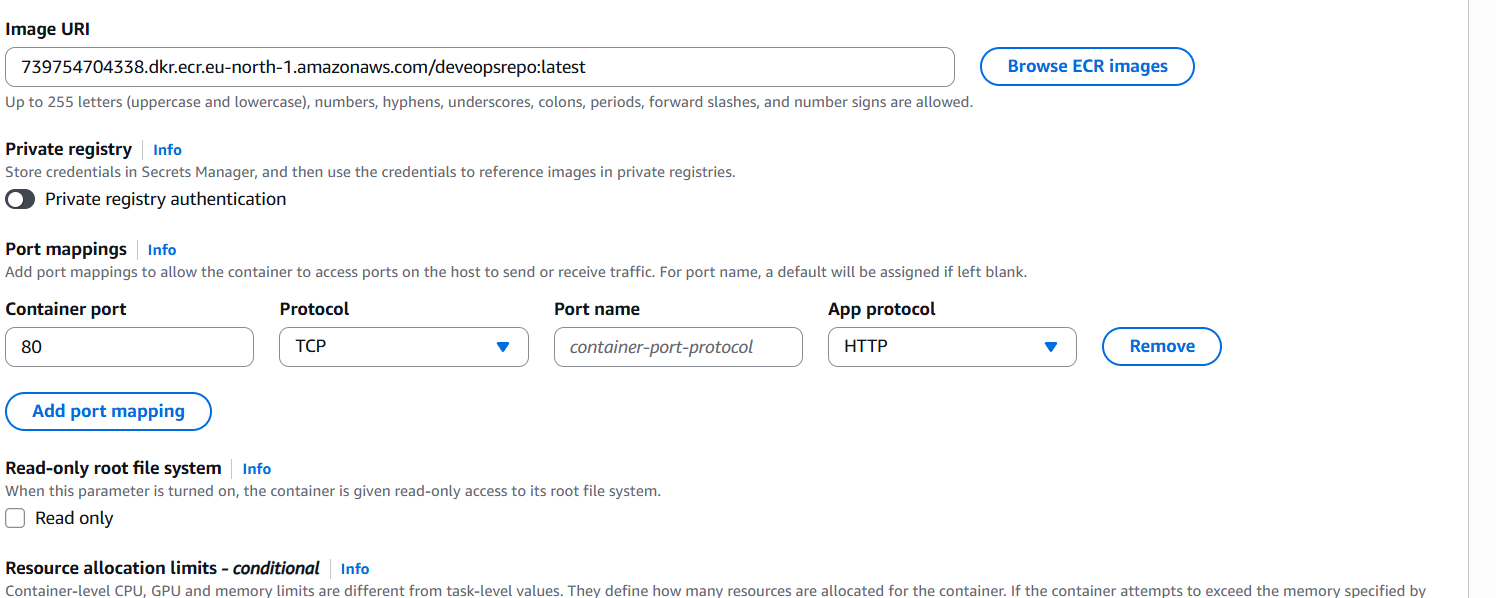 Image URI
739754704338.dkr.ecr.eu-north-1.amazonaws.com/deveopsrepo:latest
Browse ECR images
Up to 255 letters (uppercase and lowercase), numbers, hyphens, underscores, colons, periods, forward slashes, and number signs are allowed.
Private registry Info
Store credentials in Secrets Manager, and then use the credentials to reference images in private registries.
Private registry authentication
Port mappings Info
Add port mappings to allow the container to access ports on the host to send or receive traffic. For port name, a default will be assigned if left blank.
Container port Protocol Port name App protocol
80 TCP container-port-protocol HTTP Remove
Add port mapping
Read-only root file system Info
When this parameter is turned on, the container is given read-only access to its root file system.
Read only
Resource allocation limits - conditional Info
Container-level CPU, GPU and memory limits are different from task-level values. They define how many resources are allocated for the container. If the container attempts to exceed the memory specified by